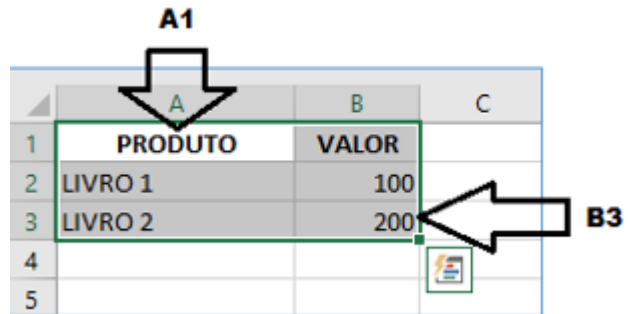 A1
A B C
1 PRODUTO VALOR
2 LIVRO 1 100
3 LIVRO 2 200 B3
4
5